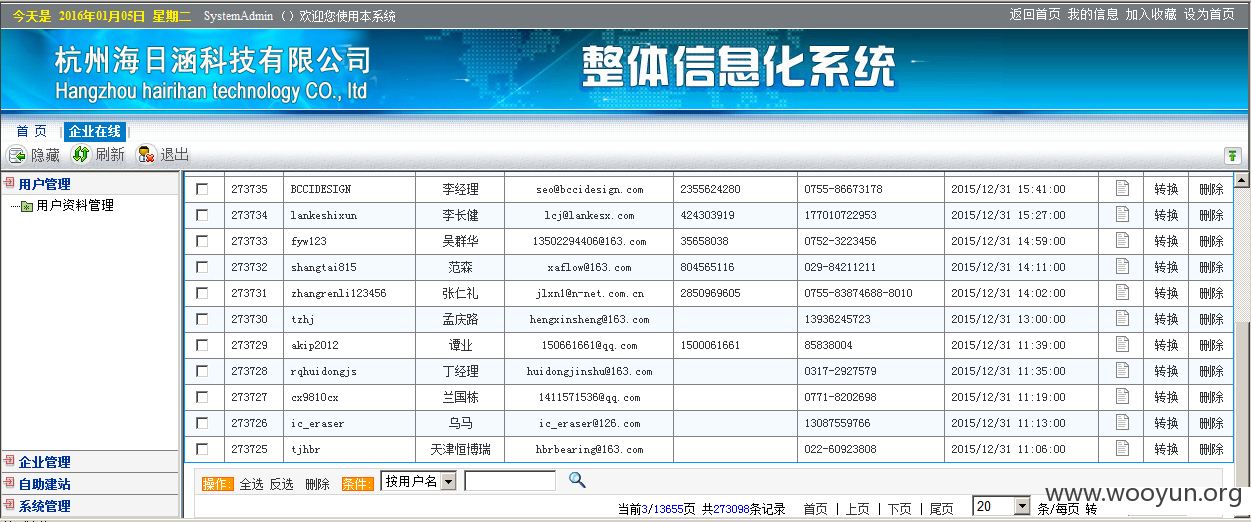 今天是 2016年01月05日 星期二 SystemAdmin （ ）欢迎您使用本系统 返回首页 我的信息 加入收藏 设为首页
杭州海日涵科技有限公司
Hangzhou hairihan technology CO., ltd
整体信息化系统
首 页 | 企业在线 |
隐藏 刷新 退出
用户管理
用户资料管理
273735 BCCIDESIGN 李经理 seo@bccidesign.com 2355624280 0755-86673178 2015/12/31 15:41:00 转换 删除
273734 lankeshixun 李长健 lcj@lankesx.com 424303919 177010722953 2015/12/31 15:27:00 转换 删除
273733 fyw123 吴群华 13502294406@163.com 35658038 0752-3223456 2015/12/31 14:59:00 转换 删除
273732 shangtai815 范森 xaflow@163.com 804565116 029-84211211 2015/12/31 14:11:00 转换 删除
273731 zhangrenli123456 张仁礼 jlxn1@n-net.com.cn 2850969605 0755-83874688-8010 2015/12/31 14:02:00 转换 删除
273730 tzhj 孟庆路 hengxinsheng@163.com 13936245723 2015/12/31 13:00:00 转换 删除
273729 akip2012 谭业 150661661@qq.com 1500061661 85838004 2015/12/31 11:39:00 转换 删除
273728 rqhuidongjs 丁经理 huidongjinshu@163.com 0317-2927579 2015/12/31 11:35:00 转换 删除
273727 cx9810cx 兰国栋 1411571536@qq.com 0771-8202698 2015/12/31 11:19:00 转换 删除
273726 ic_eraser 乌马 ic_eraser@126.com 13087559766 2015/12/31 11:13:00 转换 删除
273725 tjhbr 天津恒博瑞 hbrbearing@163.com 022-60923808 2015/12/31 11:06:00 转换 删除
企业管理
自助建站
系统管理
操作: 全选 反选 删除 条件: 按用户名
当前3/13655页 共273098条记录 首页 | 上页 | 下页 | 尾页 20 条/每页 转
www.wooyun.org